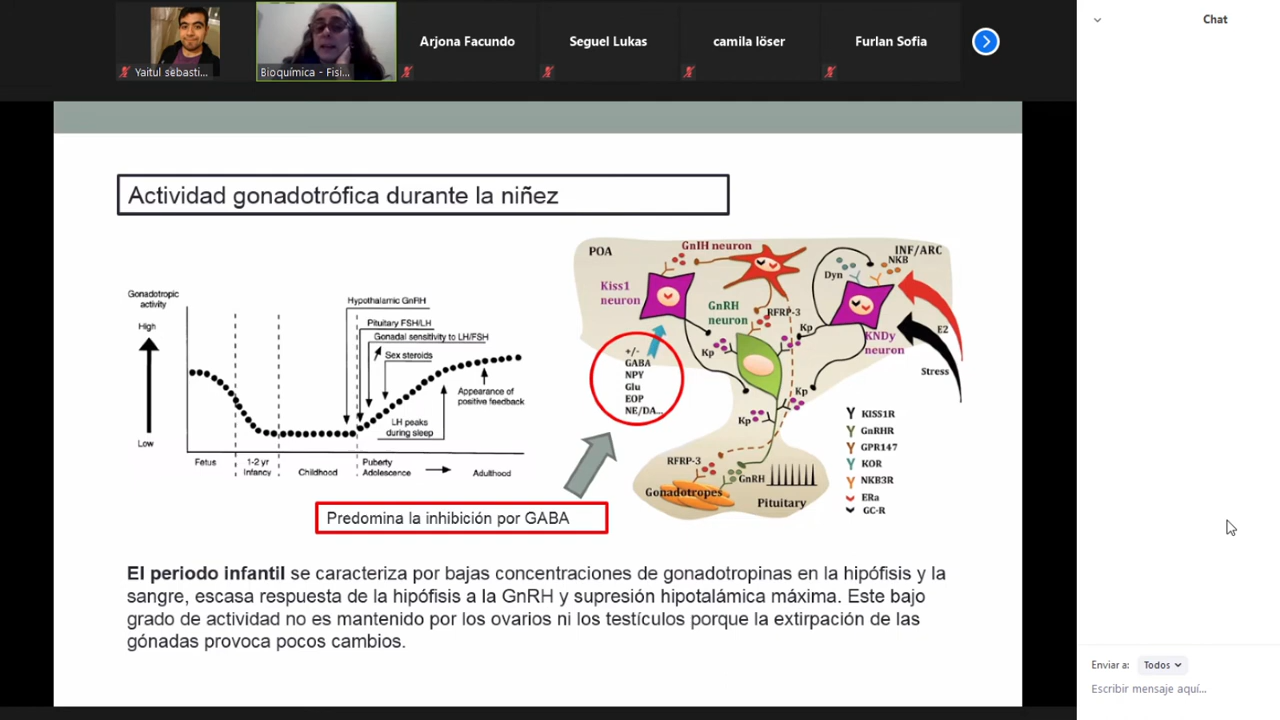 Yaitul sebasti...
Bioquímica - Fisi...
Arjona Facundo
Seguel Lukas
camila löser
Furlan Sofia
Chat
Actividad gonadotrófica durante la niñez
Gonadotropic
activity
High
Low
Hypothalamic GnRH
Pituitary FSH/LH
Gonadal sensitivity to LH/FSH
Sex steroids
Appearance of
positive feedback
LH peaks
during sleep
Fetus
1-2 yr
Infancy
Childhood
Puberty
Adolescence
Adulthood
POA
GnIH neuron
INF/ARC
NKB
Dyn
Kiss1
neuron
GnRH
neuron
RFRP-3
Kp
KNDy
neuron
E2
Stress
Kp
+/-
GABA
NPY
Glu
EOP
NE/DA...
Kp
Kp
RFRP-3
GnRH
Gonadotropes
Pituitary
KISS1R
GnRHR
GPR147
KOR
NKB3R
ERa
GC-R
Predomina la inhibición por GABA
El periodo infantil se caracteriza por bajas concentraciones de gonadotropinas en la hipófisis y la
sangre, escasa respuesta de la hipófisis a la GnRH y supresión hipotalámica máxima. Este bajo
grado de actividad no es mantenido por los ovarios ni los testículos porque la extirpación de las
gónadas provoca pocos cambios.
Enviar a: Todos
Escribir mensaje aquí...